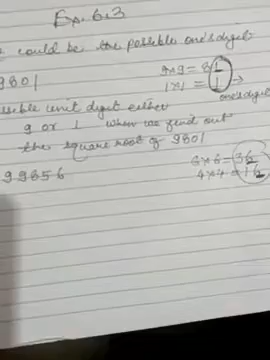 Ex. 6.3
could be the possible one's digit
9801
9×9 = 81
1×1 = 1
one's digit
unit digit either
9 or 1 when we find out
the square root of 9801
99856
6×6 = 36
4×4 = 16